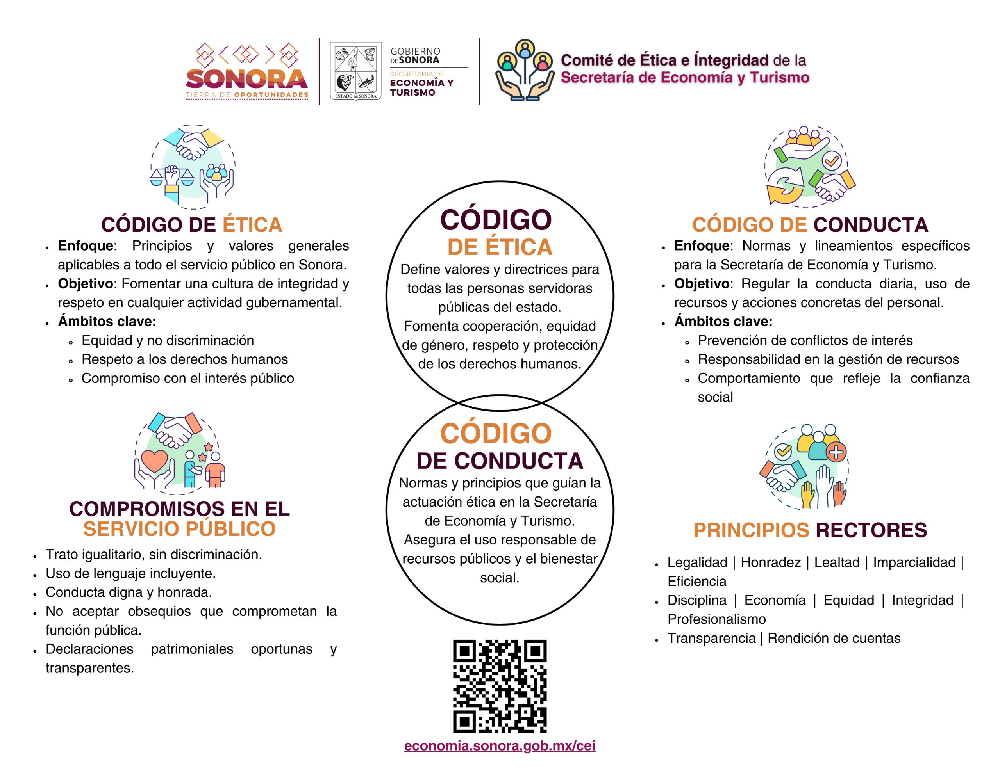 SONORA
TIERRA DE OPORTUNIDADES
ESTADO DE SONORA
GOBIERNO
DE SONORA
SECRETARÍA DE
ECONOMÍA Y
TURISMO
Comité de Ética e Íntegridad de la
Secretaría de Economía y Turismo
CÓDIGO DE ÉTICA
• Enfoque: Principios y valores generales
aplicables a todo el servicio público en Sonora.
• Objetivo: Fomentar una cultura de integridad y
respeto en cualquier actividad gubernamental.
• Ámbitos clave:
◦ Equidad y no discriminación
◦ Respeto a los derechos humanos
◦ Compromiso con el interés público
COMPROMISOS EN EL
SERVICIO PÚBLICO
• Trato igualitario, sin discriminación.
• Uso de lenguaje incluyente.
• Conducta digna y honrada.
• No aceptar obsequios que comprometan la
función pública.
• Declaraciones patrimoniales oportunas y
transparentes.
CÓDIGO
DE ÉTICA
Define valores y directrices para
todas las personas servidoras
públicas del estado.
Fomenta cooperación, equidad
de género, respeto y protección
de los derechos humanos.
CÓDIGO
DE CONDUCTA
Normas y principios que guían la
actuación ética en la Secretaría
de Economía y Turismo.
Asegura el uso responsable de
recursos públicos y el bienestar
social.
economia.sonora.gob.mx/cei
CÓDIGO DE CONDUCTA
• Enfoque: Normas y lineamientos específicos
para la Secretaría de Economía y Turismo.
• Objetivo: Regular la conducta diaria, uso de
recursos y acciones concretas del personal.
• Ámbitos clave:
◦ Prevención de conflictos de interés
◦ Responsabilidad en la gestión de recursos
◦ Comportamiento que refleje la confianza
social
PRINCIPIOS RECTORES
• Legalidad | Honradez | Lealtad | Imparcialidad |
Eficiencia
• Disciplina | Economía | Equidad | Integridad |
Profesionalismo
• Transparencia | Rendición de cuentas